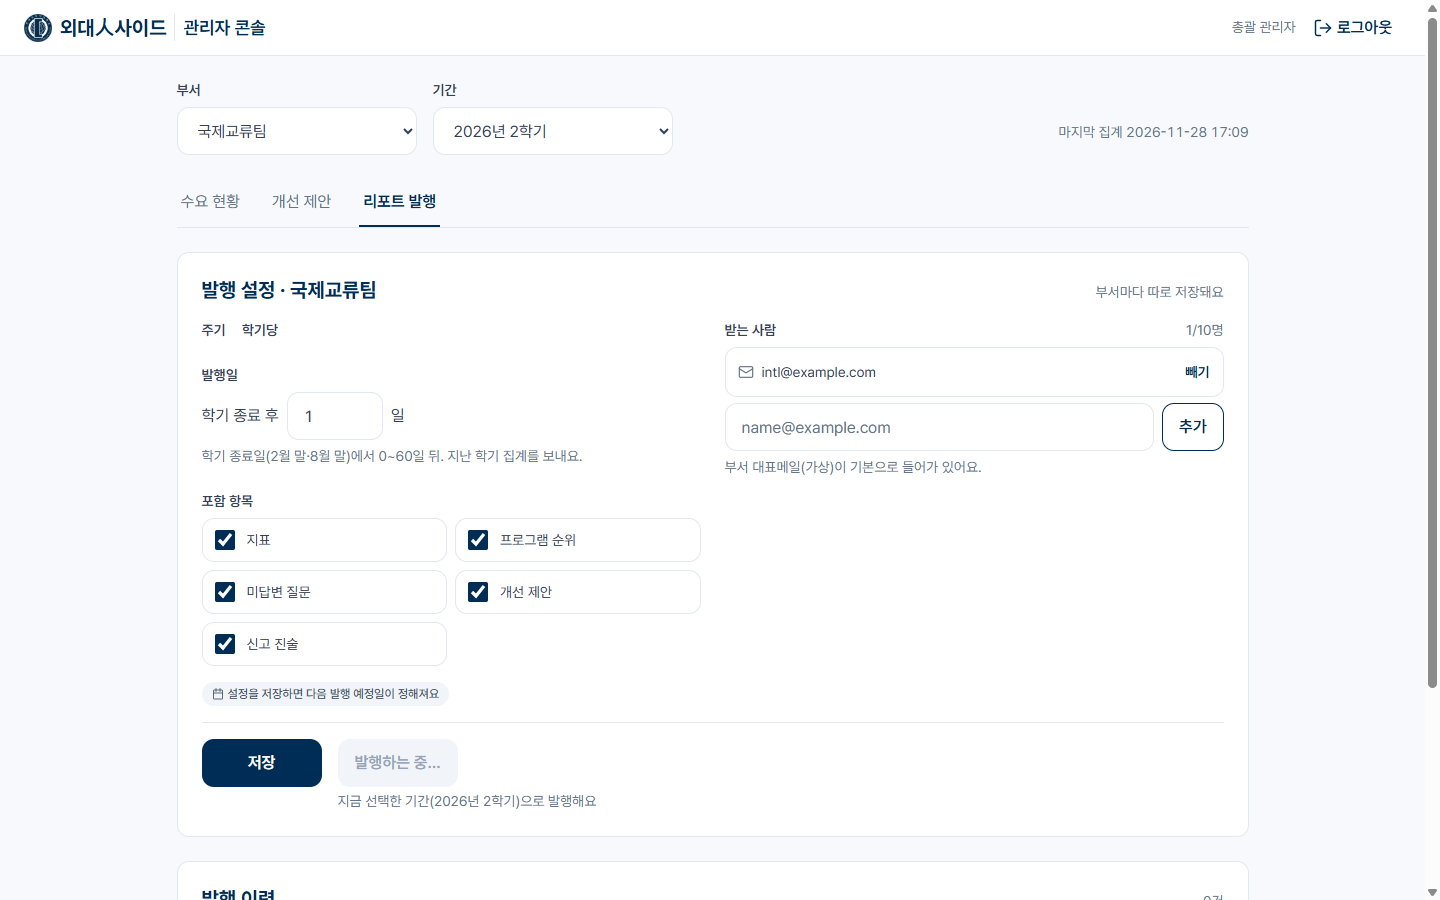 외대人사이드 관리자 콘솔
총괄 관리자 로그아웃
부서 기간
국제교류팀 2026년 2학기
마지막 집계 2026-11-28 17:09
수요 현황 개선 제안 리포트 발행
발행 설정 · 국제교류팀
부서마다 따로 저장돼요
주기 학기당
발행일
학기 종료 후 1 일
학기 종료일(2월 말·8월 말)에서 0~60일 뒤. 지난 학기 집계를 보내요.
포함 항목
지표 프로그램 순위
미답변 질문 개선 제안
신고 진술
설정을 저장하면 다음 발행 예정일이 정해져요
받는 사람 1/10명
intl@example.com 빼기
name@example.com 추가
부서 대표메일(가상)이 기본으로 들어가 있어요.
저장 발행하는 중...
지금 선택한 기간(2026년 2학기)으로 발행해요
발행 이력 0건